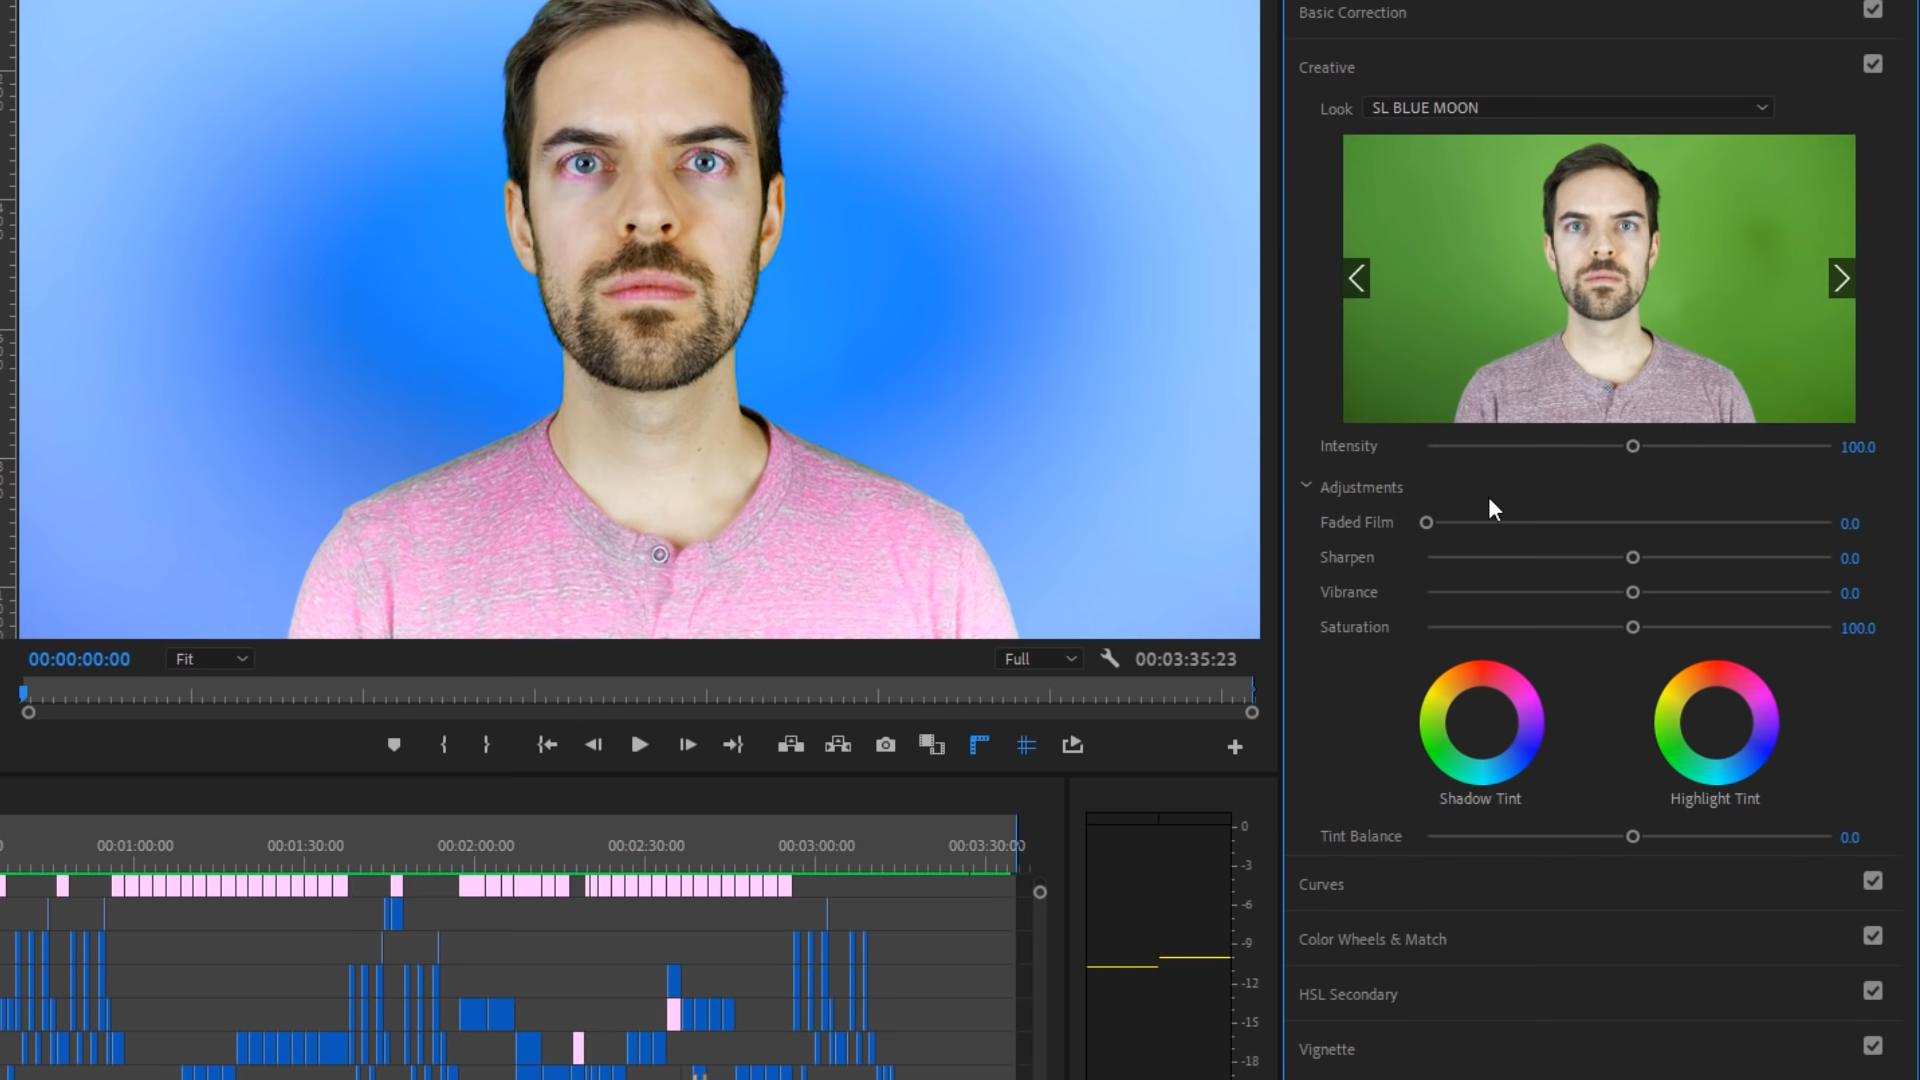 Basic Correction
Creative
Look SL BLUE MOON
Intensity 100.0
Adjustments
Faded Film 0.0
Sharpen 0.0
Vibrance 0.0
Saturation 100.0
Shadow Tint Highlight Tint
Tint Balance 0.0
Curves
Color Wheels & Match
HSL Secondary
Vignette
00:00:00:00 Fit Full 00:03:35:23
00:01:00:00 00:01:30:00 00:02:00:00 00:02:30:00 00:03:00:00 00:03:30:00
0
-3
-6
-9
-12
-15
-18